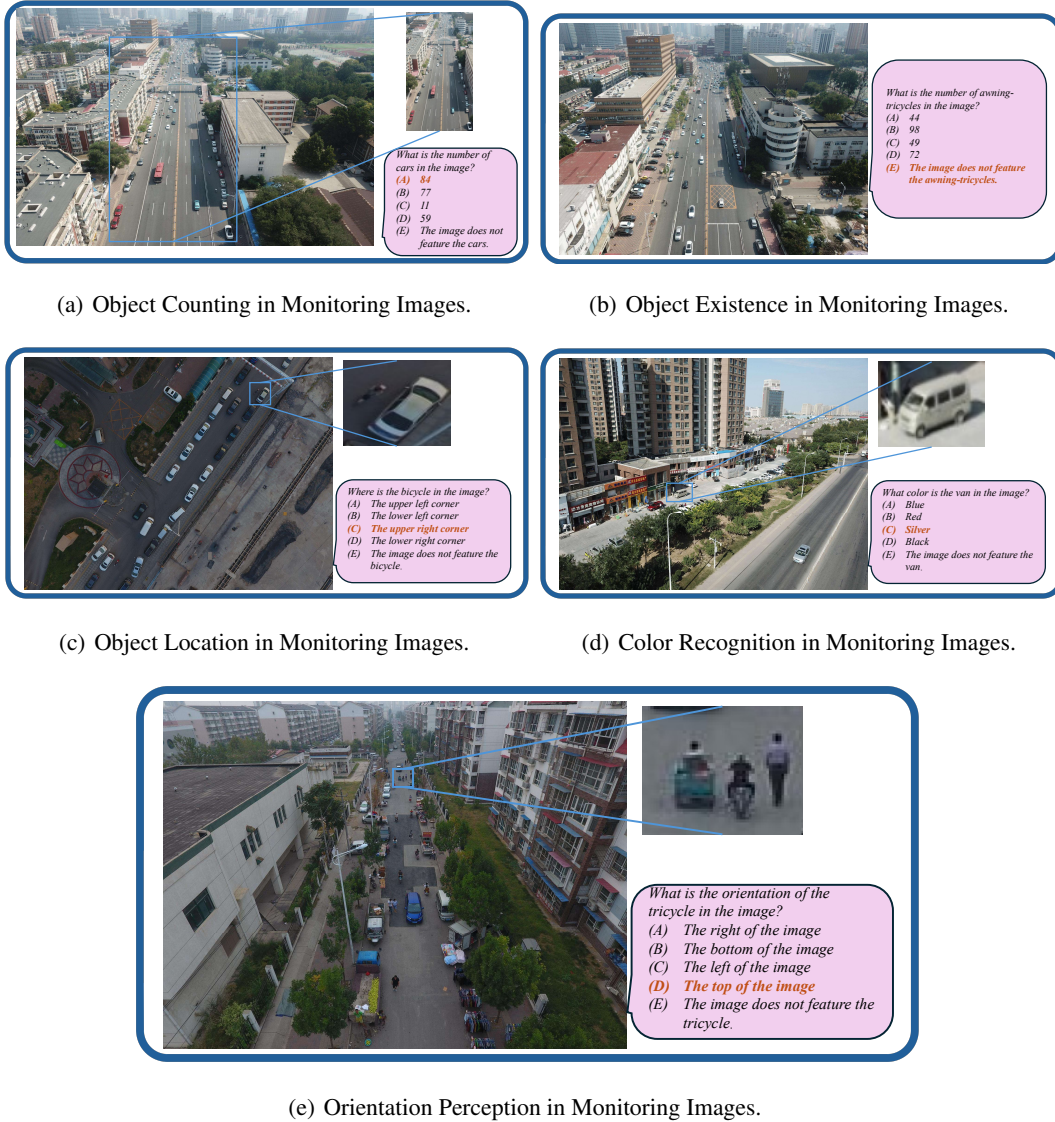 What is the number of
cars in the image?
(A) 84
(B) 77
(C) 11
(D) 59
(E) The image does not
feature the cars.
What is the number of awning-
tricycles in the image?
(A) 44
(B) 98
(C) 49
(D) 72
(E) The image does not feature
the awning-tricycles.
(a) Object Counting in Monitoring Images.
(b) Object Existence in Monitoring Images.
Where is the bicycle in the image?
(A) The upper left corner
(B) The lower left corner
(C) The upper right corner
(D) The lower right corner
(E) The image does not feature the
bicycle.
What color is the van in the image?
(A) Blue
(B) Red
(C) Silver
(D) Black
(E) The image does not feature the
van.
(c) Object Location in Monitoring Images.
(d) Color Recognition in Monitoring Images.
What is the orientation of the
tricycle in the image?
(A) The right of the image
(B) The bottom of the image
(C) The left of the image
(D) The top of the image
(E) The image does not feature the
tricycle.
(e) Orientation Perception in Monitoring Images.